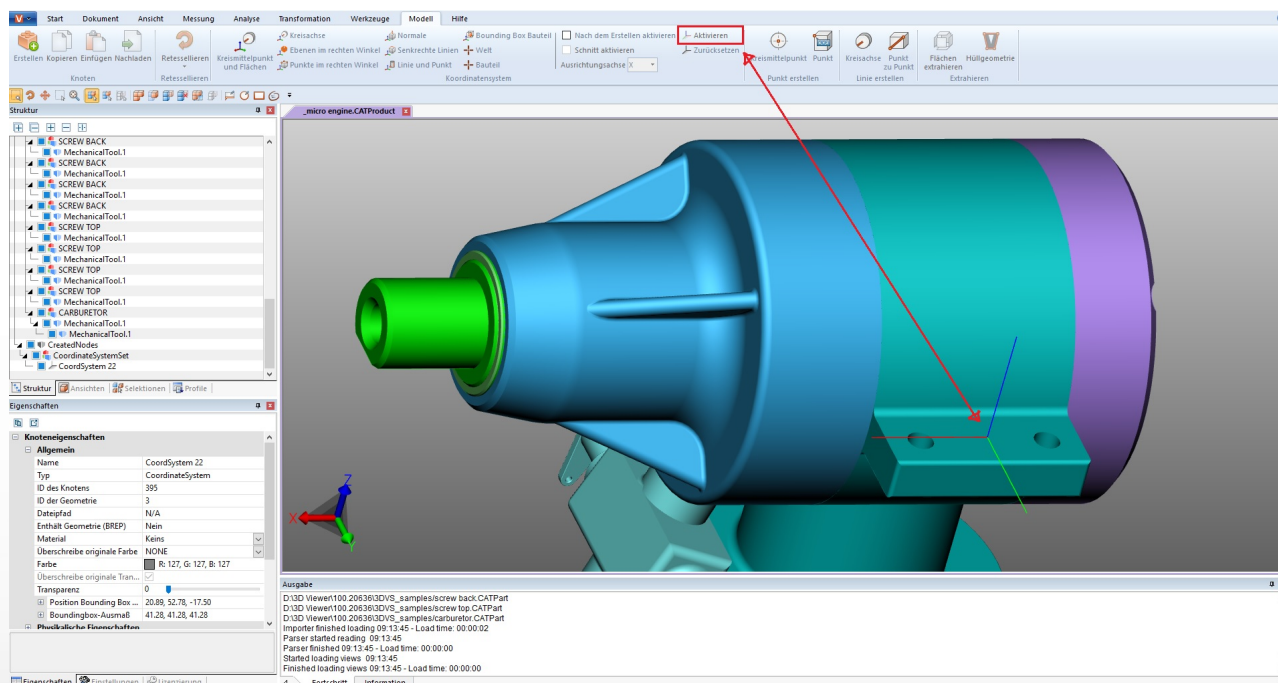 Start Dokument Ansicht Messung Analyse Transformation Werkzeuge Modell Hilfe
Kreisachse Normale Bounding Box Bauteil Nach dem Erstellen aktivieren Aktivieren
Ebenen im rechten Winkel Senkrechte Linien Welt Schnitt aktivieren Zurücksetzen
Punkte im rechten Winkel Linie und Punkt Bauteil Ausrichtungsachse X
Erstellen Kopieren Einfügen Nachladen Retessellieren Kreismittelpunkt und Flächen Kreismittelpunkt Punkt Kreisachse Punkt zu Punkt Flächen extrahieren Hüllgeometrie
Knoten Retessellieren Koordinatensystem Punkt erstellen Linie erstellen Extrahieren
Struktur
_micro engine.CATProduct
SCREW BACK
MechanicalTool.1
SCREW BACK
MechanicalTool.1
SCREW BACK
MechanicalTool.1
SCREW BACK
MechanicalTool.1
SCREW TOP
MechanicalTool.1
SCREW TOP
MechanicalTool.1
SCREW TOP
MechanicalTool.1
SCREW TOP
MechanicalTool.1
CARBURETOR
MechanicalTool.1
MechanicalTool.1
CreatedNodes
CoordinateSystemSet
CoordSystem 22
Struktur Ansichten Selektionen Profile
Eigenschaften
Knoteneigenschaften
Allgemein
Name CoordSystem 22
Typ CoordinateSystem
ID des Knotens 395
ID der Geometrie 3
Dateipfad N/A
Enthält Geometrie (BREP) Nein
Material Keins
Überschreibe originale Farbe NONE
Farbe R: 127, G: 127, B: 127
Überschreibe originale Tran...
Transparenz 0
Position Bounding Box ... 20.89, 52.78, -17.50
Boundingbox-Ausmaß 41.28, 41.28, 41.28
Physikalische Eigenschaften
Eigenschaften Einstellungen Lizenzierung
Z
X
Y
Ausgabe
D:\3D Viewer\100.20636\3DVS_samples/screw back.CATPart
D:\3D Viewer\100.20636\3DVS_samples/screw top.CATPart
D:\3D Viewer\100.20636\3DVS_samples/carburetor.CATPart
Importer finished loading 09:13:45 - Load time: 00:00:02
Parser started reading 09:13:45
Parser finished 09:13:45 - Load time: 00:00:00
Started loading views 09:13:45
Finished loading views 09:13:45 - Load time: 00:00:00
Fortschritt Information